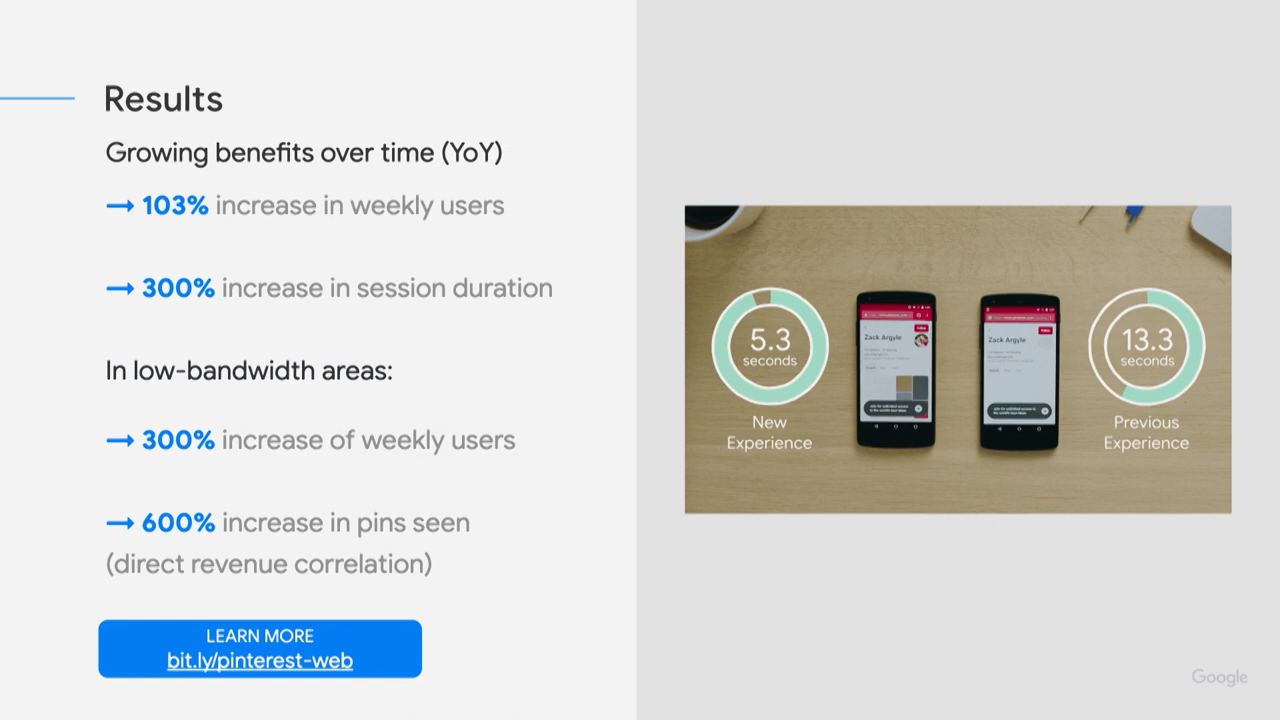 Results
Growing benefits over time (YoY)
→ 103% increase in weekly users
→ 300% increase in session duration
In low-bandwidth areas:
→ 300% increase of weekly users
→ 600% increase in pins seen
(direct revenue correlation)
LEARN MORE
bit.ly/pinterest-web
5.3
seconds
New
Experience
Zack Argyle
Follow
Zack Argyle
Follow
13.3
seconds
Previous
Experience
Google